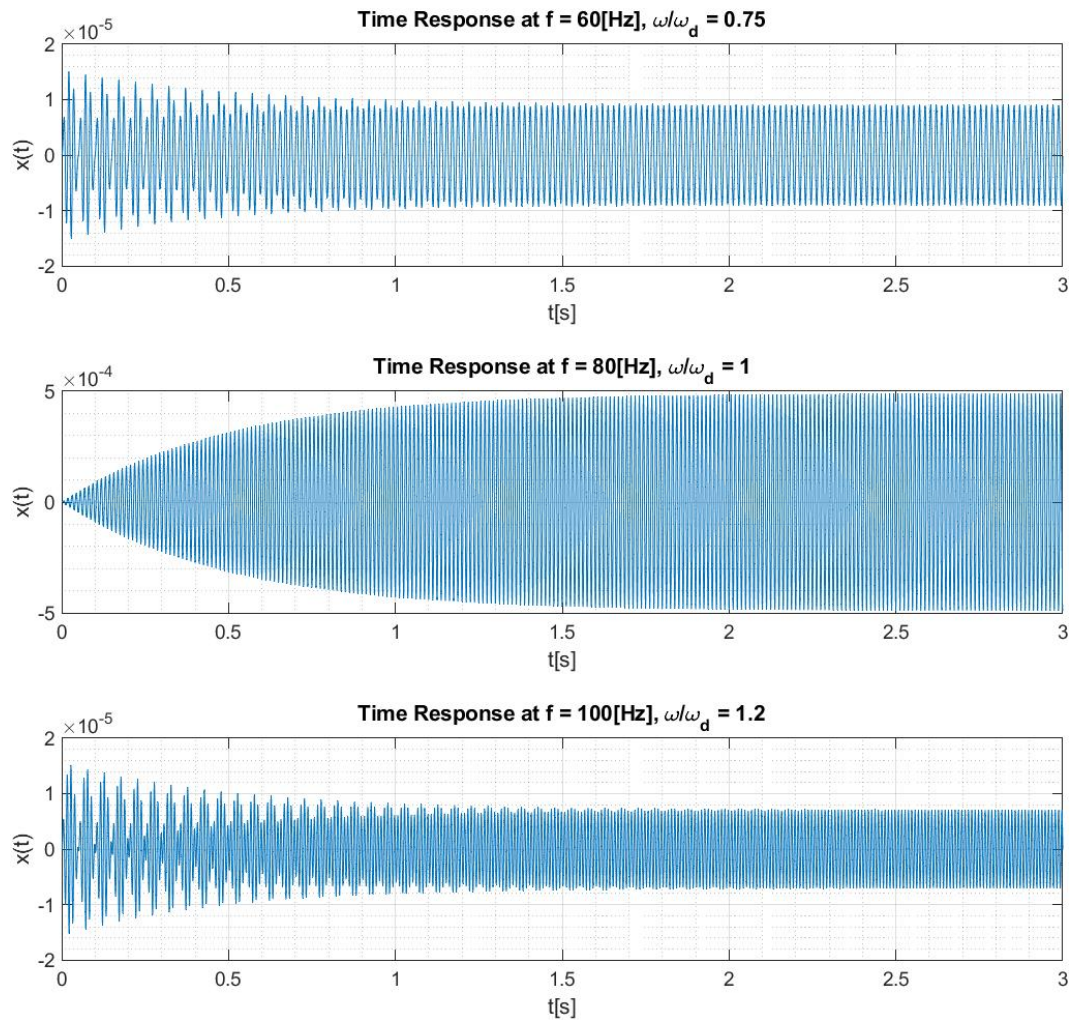 Time Response at f = 60[Hz], ω/ω_d = 0.75
×10^-5
2
1
0
-1
-2
x(t)
0 0.5 1 1.5 2 2.5 3
t[s]
Time Response at f = 80[Hz], ω/ω_d = 1
×10^-4
5
0
-5
x(t)
0 0.5 1 1.5 2 2.5 3
t[s]
Time Response at f = 100[Hz], ω/ω_d = 1.2
×10^-5
2
1
0
-1
-2
x(t)
0 0.5 1 1.5 2 2.5 3
t[s]